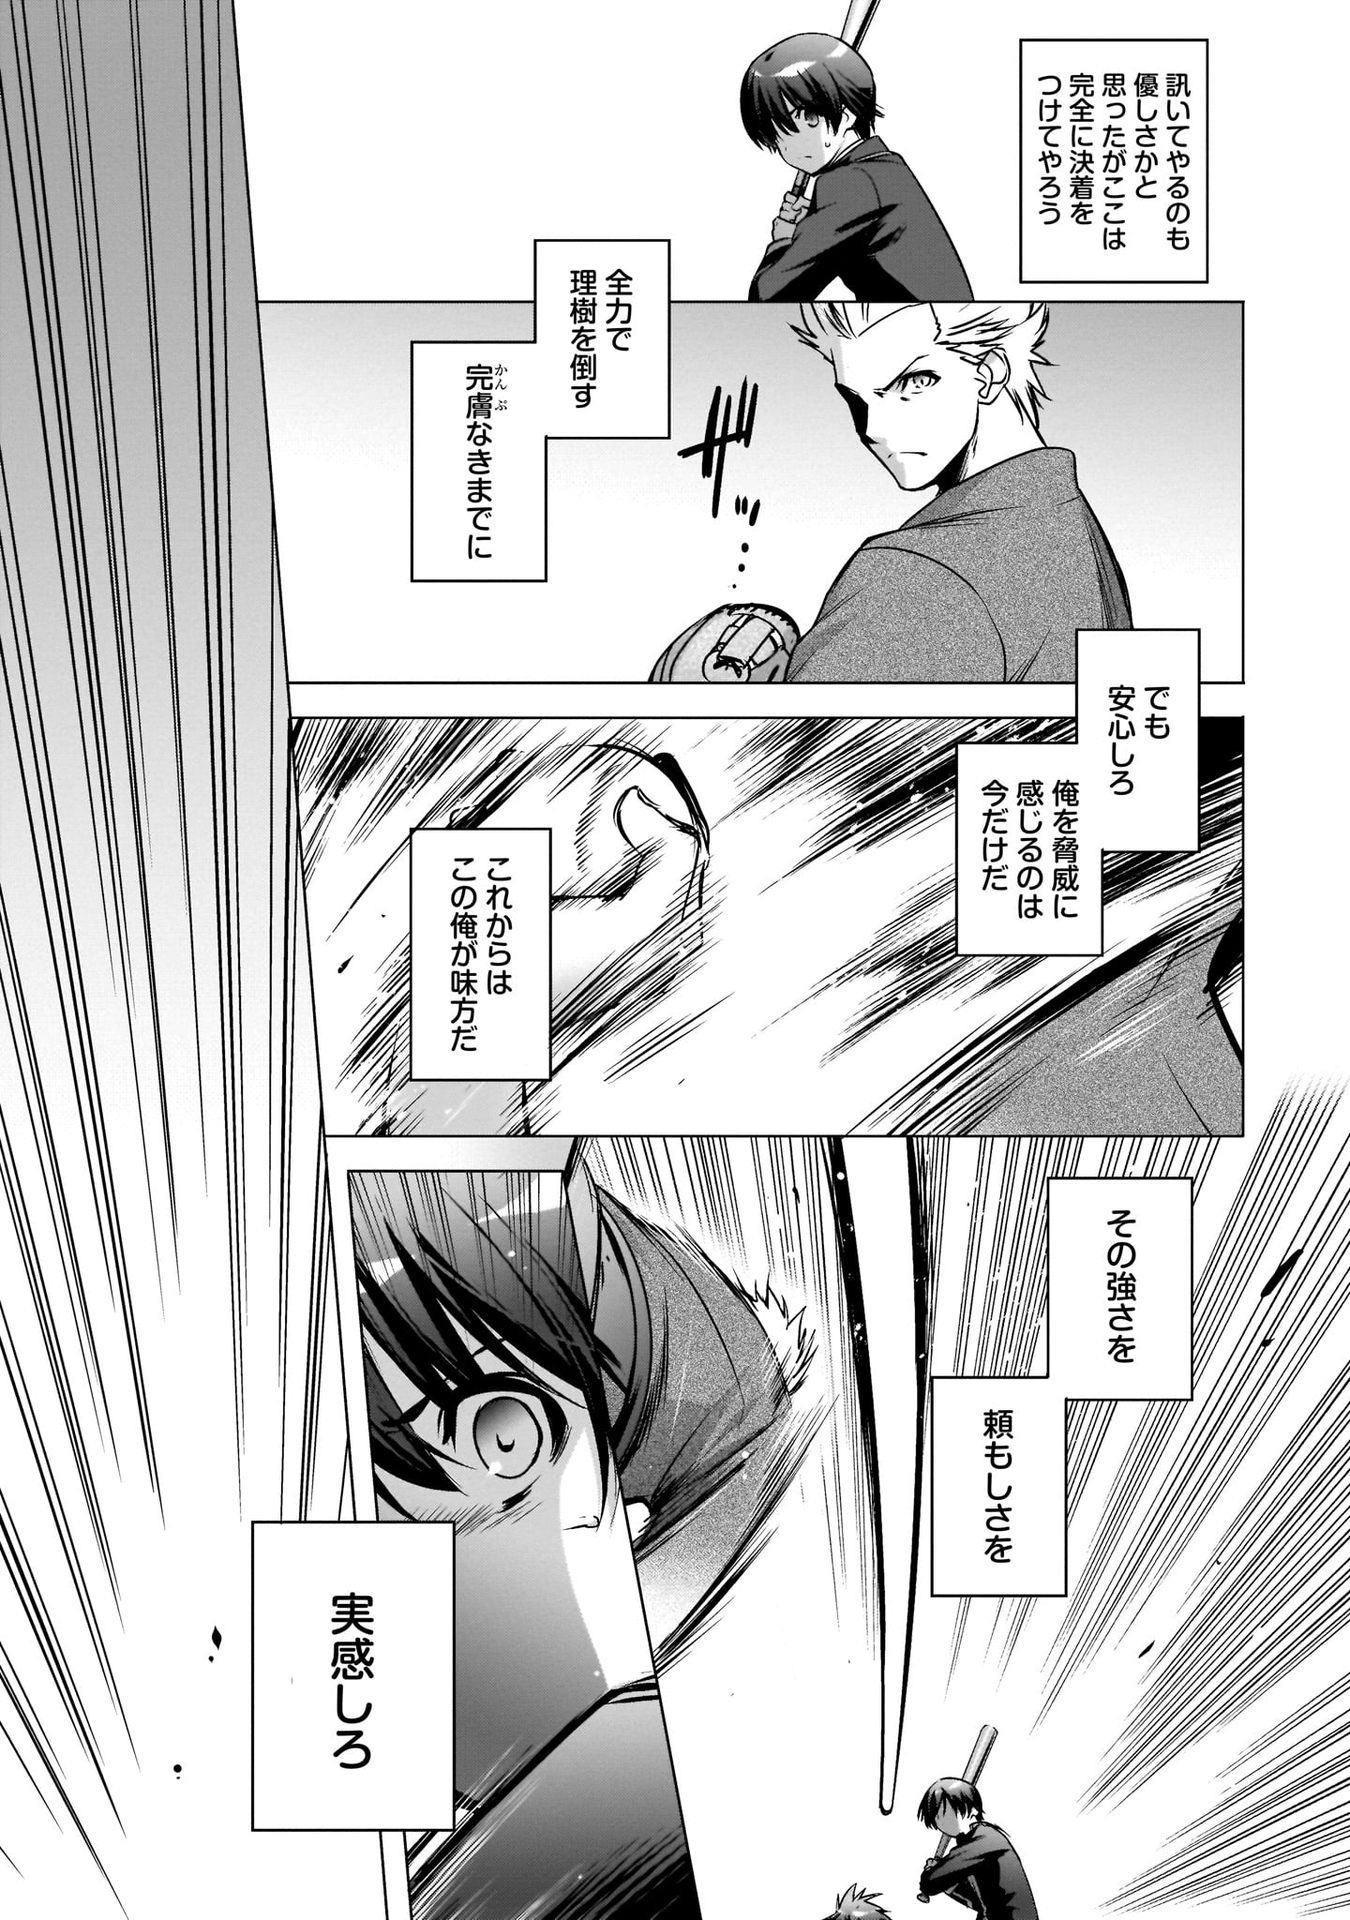 訊いてやるのも
優しさかと
思ったがここは
完全に決着を
つけてやろう
全力で
理樹を倒す
完膚なきまでに
かんぷ
ザッ…
でも
安心しろ
俺を脅威に
感じるのは
今だけだ
これからは
この俺が味方だ
その強さを
頼もしさを
実感しろ